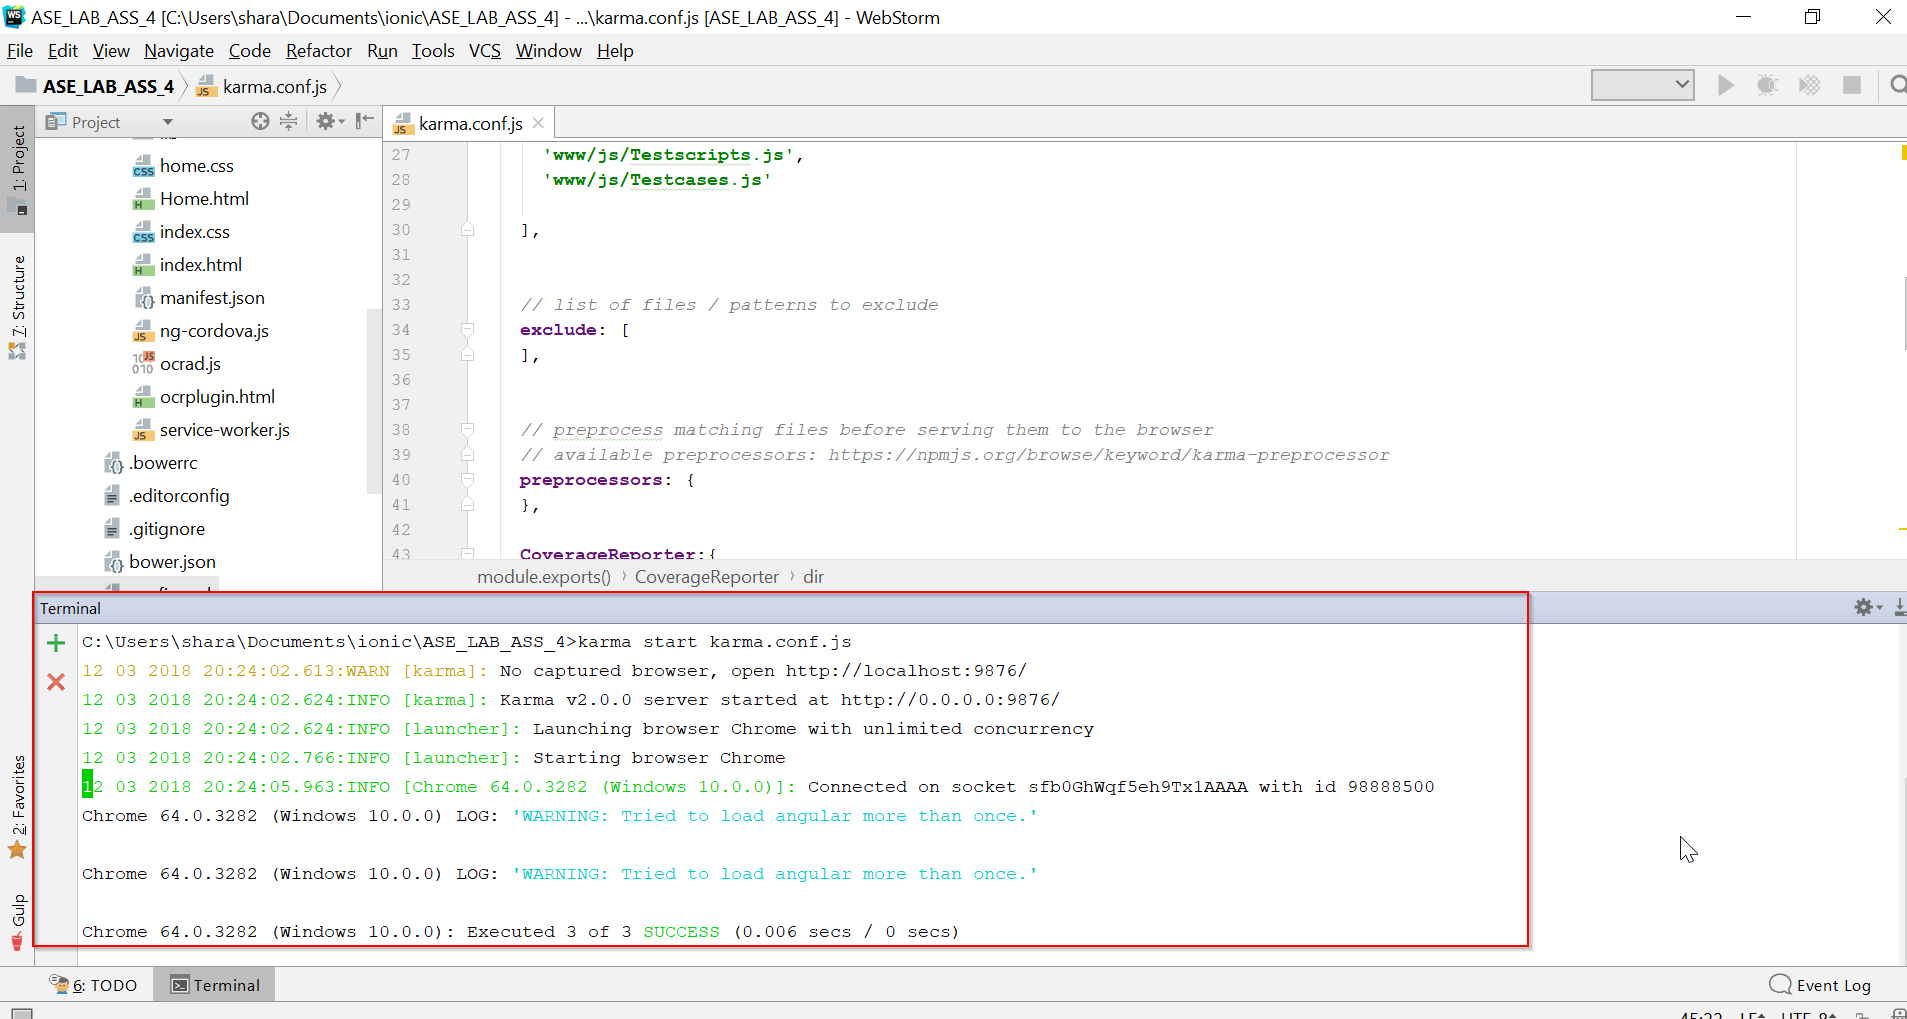 ASE_LAB_ASS_4 [C:\Users\shara\Documents\ionic\ASE_LAB_ASS_4] - ...\karma.conf.js [ASE_LAB_ASS_4] - WebStorm
File Edit View Navigate Code Refactor Run Tools VCS Window Help
ASE_LAB_ASS_4 karma.conf.js
Project
karma.conf.js
1: Project
7: Structure
2: Favorites
Gulp
home.css
Home.html
index.css
index.html
manifest.json
ng-cordova.js
ocrad.js
ocrplugin.html
service-worker.js
.bowerrc
.editorconfig
.gitignore
bower.json
27 'www/js/Testscripts.js',
28 'www/js/Testcases.js'
29
30 ],
31
32
33 // list of files / patterns to exclude
34 exclude: [
35 ],
36
37
38 // preprocess matching files before serving them to the browser
39 // available preprocessors: https://npmjs.org/browse/keyword/karma-preprocessor
40 preprocessors: {
41 },
42
43 CoverageReporter:{
module.exports() › CoverageReporter › dir
Terminal
C:\Users\shara\Documents\ionic\ASE_LAB_ASS_4>karma start karma.conf.js
12 03 2018 20:24:02.613:WARN [karma]: No captured browser, open http://localhost:9876/
12 03 2018 20:24:02.624:INFO [karma]: Karma v2.0.0 server started at http://0.0.0.0:9876/
12 03 2018 20:24:02.624:INFO [launcher]: Launching browser Chrome with unlimited concurrency
12 03 2018 20:24:02.766:INFO [launcher]: Starting browser Chrome
12 03 2018 20:24:05.963:INFO [Chrome 64.0.3282 (Windows 10.0.0)]: Connected on socket sfb0GhWqf5eh9Tx1AAAA with id 98888500
Chrome 64.0.3282 (Windows 10.0.0) LOG: 'WARNING: Tried to load angular more than once.'
Chrome 64.0.3282 (Windows 10.0.0) LOG: 'WARNING: Tried to load angular more than once.'
Chrome 64.0.3282 (Windows 10.0.0): Executed 3 of 3 SUCCESS (0.006 secs / 0 secs)
6: TODO Terminal Event Log
45:22 LF UTF-8